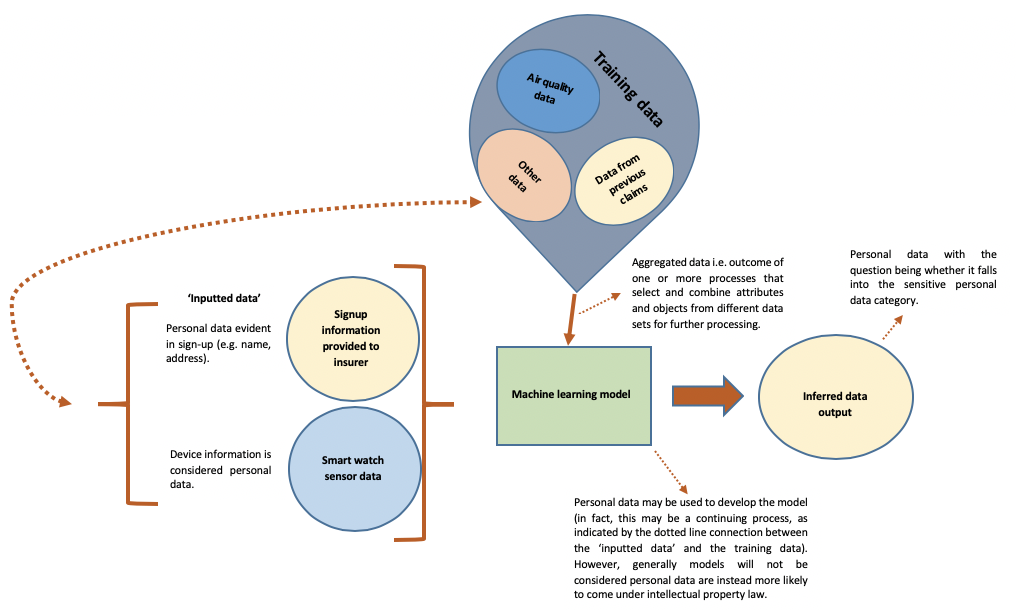 Training data
Air quality
data
Other
data
Data from
previous
claims
Aggregated data i.e. outcome of
one or more processes that
select and combine attributes
and objects from different data
sets for further processing.
Personal data with the
question being whether it falls
into the sensitive personal
data category.
‘Inputted data’
Personal data evident
in sign-up (e.g. name,
address).
Signup
information
provided to
insurer
Device information is
considered personal
data.
Smart watch
sensor data
Machine learning model
Inferred data
output
Personal data may be used to develop the model
(in fact, this may be a continuing process, as
indicated by the dotted line connection between
the ‘inputted data’ and the training data).
However, generally models will not be
considered personal data are instead more likely
to come under intellectual property law.